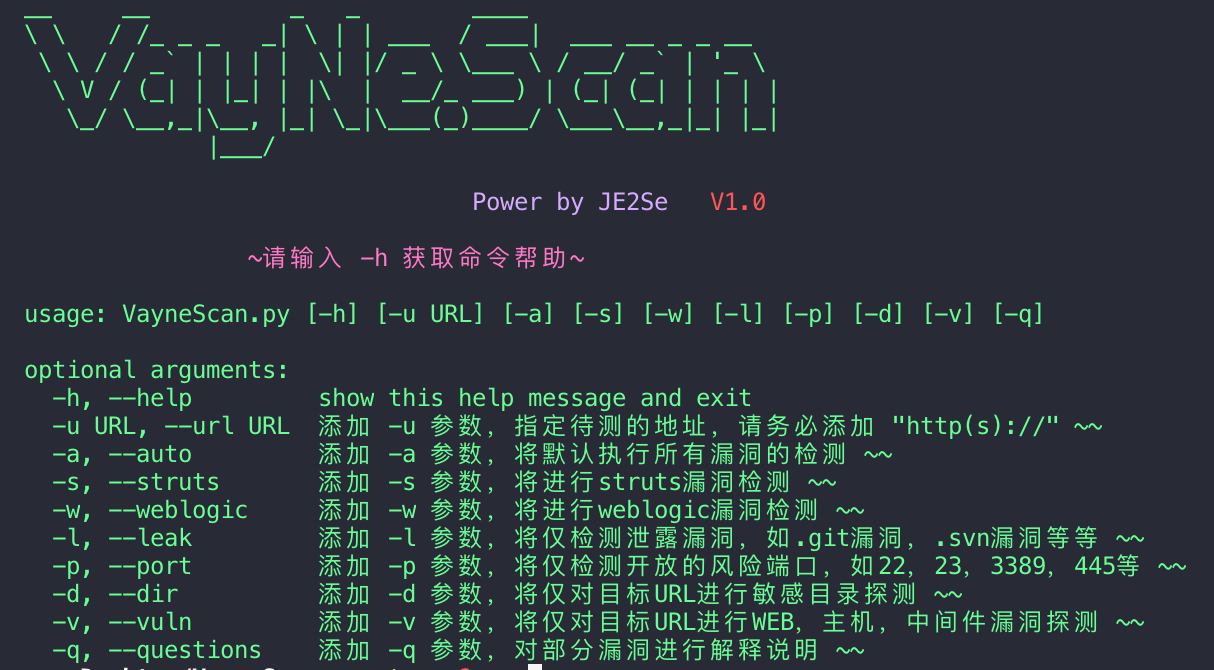 VayNe.Scan
Power by JE2Se V1.0
~请输入 -h 获取命令帮助~
usage: VayneScan.py [-h] [-u URL] [-a] [-s] [-w] [-l] [-p] [-d] [-v] [-q]
optional arguments:
-h, --help show this help message and exit
-u URL, --url URL 添加 -u 参数，指定待测的地址，请务必添加 "http(s)://" ~~
-a, --auto 添加 -a 参数，将默认执行所有漏洞的检测 ~~
-s, --struts 添加 -s 参数，将进行struts漏洞检测 ~~
-w, --weblogic 添加 -w 参数，将进行weblogic漏洞检测 ~~
-l, --leak 添加 -l 参数，将仅检测泄露漏洞，如.git漏洞，.svn漏洞等等 ~~
-p, --port 添加 -p 参数，将仅检测开放的风险端口，如22，23，3389，445等 ~~
-d, --dir 添加 -d 参数，将仅对目标URL进行敏感目录探测 ~~
-v, --vuln 添加 -v 参数，将仅对目标URL进行WEB，主机，中间件漏洞探测 ~~
-q, --questions 添加 -q 参数，对部分漏洞进行解释说明 ~~